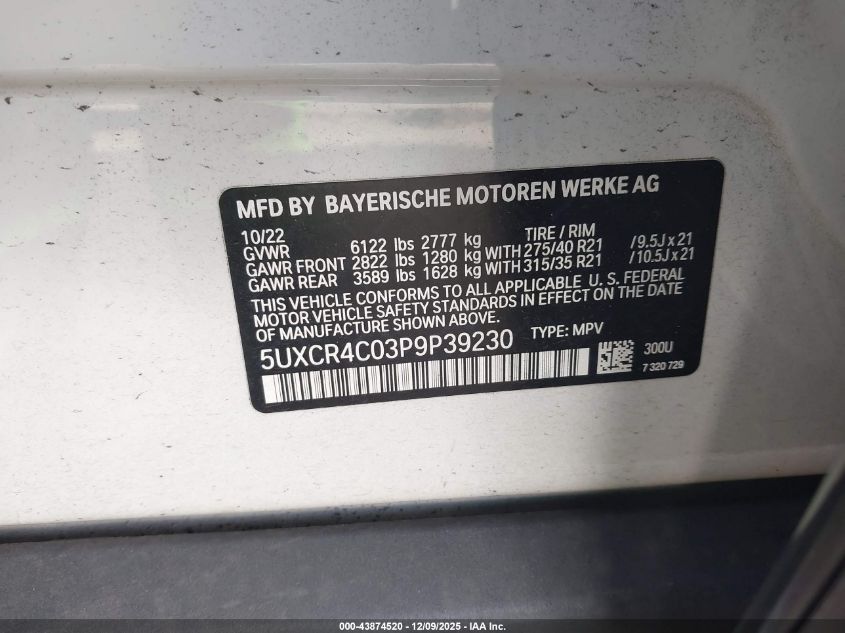 MFD BY BAYERISCHE MOTOREN WERKE AG
10/22 TIRE / RIM
GVWR 6122 lbs 2777 kg
GAWR FRONT 2822 lbs 1280 kg WITH 275/40 R21 /9.5J x 21
GAWR REAR 3589 lbs 1628 kg WITH 315/35 R21 /10.5J x 21
THIS VEHICLE CONFORMS TO ALL APPLICABLE U. S. FEDERAL
MOTOR VEHICLE SAFETY STANDARDS IN EFFECT ON THE DATE
OF MANUFACTURE SHOWN ABOVE.
5UXCR4C03P9P39230 TYPE: MPV
300U
7 320 729
000-43874520 | 12/09/2025 - IAA Inc.